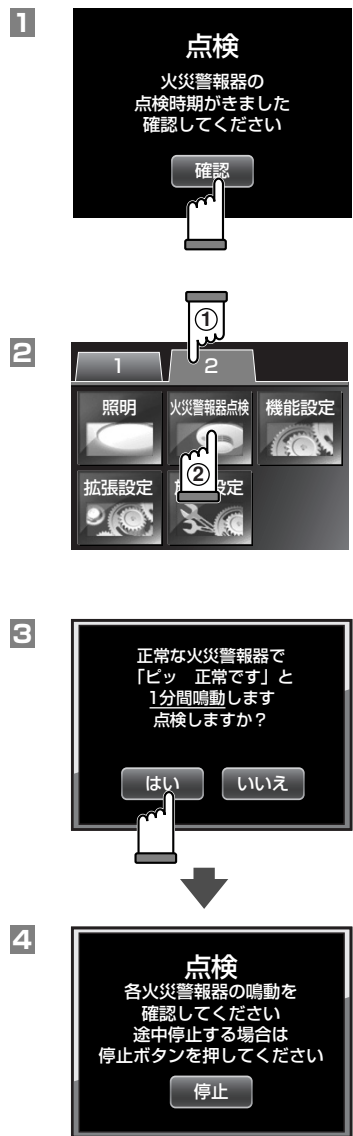 1
点検
火災警報器の
点検時期がきました
確認してください
確認
①
2
1 2
照明 火災警報器点検 機能設定
②
拡張設定 定
3
正常な火災警報器で
「ピッ 正常です」と
1分間鳴動します
点検しますか?
はい いいえ
4
点検
各火災警報器の鳴動を
確認してください
途中停止する場合は
停止ボタンを押してください
停止